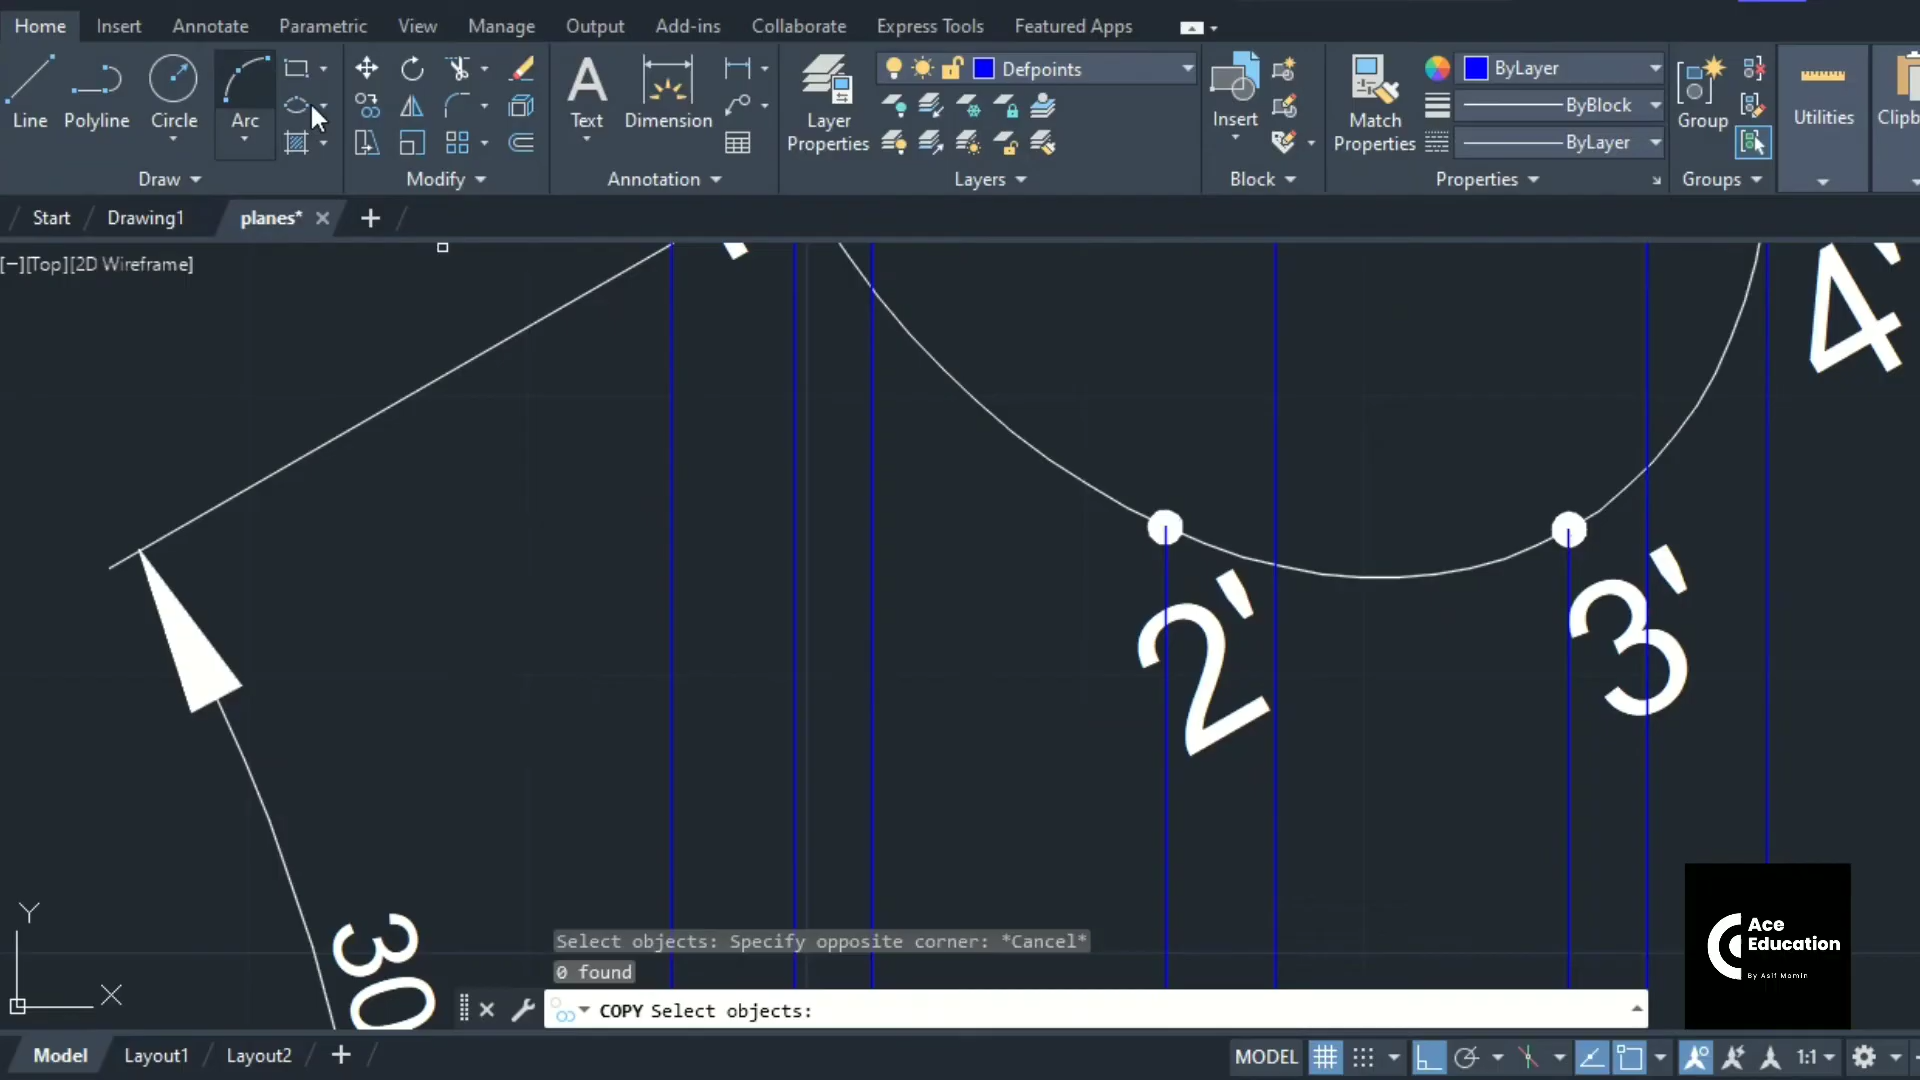 Home Insert Annotate Parametric View Manage Output Add-ins Collaborate Express Tools Featured Apps
Defpoints
ByLayer
ByBlock
ByLayer
Line Polyline Circle Arc
Text Dimension
Layer Properties
Insert
Match Properties
Group
Utilities
Draw Modify Annotation Layers Block Properties Groups
Start Drawing1 planes*
[−][Top][2D Wireframe]
4'
2'
3'
30
Y
X
Select objects: Specify opposite corner: *Cancel*
0 found
COPY Select objects:
Ace
Education
By Asif Mamin
Model Layout1 Layout2
MODEL 1:1